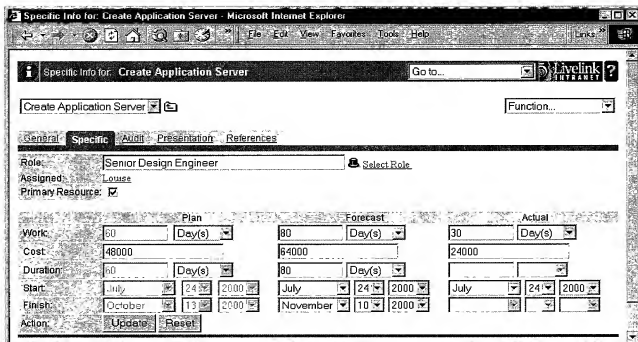 Specific Info for: Create Application Server - Microsoft Internet Explorer
File Edit View Favorites Tools Help Links »
i Specific Info for: Create Application Server Go to... Livelink INTRANET ?
Create Application Server Function...
General Specific Audit Presentation References
Role: Senior Design Engineer Select Role
Assigned: Louise
Primary Resource:
Plan Forecast Actual
Work: 60 Day(s) 80 Day(s) 30 Day(s)
Cost: 48000 64000 24000
Duration: 60 Day(s) 80 Day(s)
Start: July 24 2000 July 24 2000 July 24 2000
Finish: October 13 2000 November 10 2000
Action: Update Reset